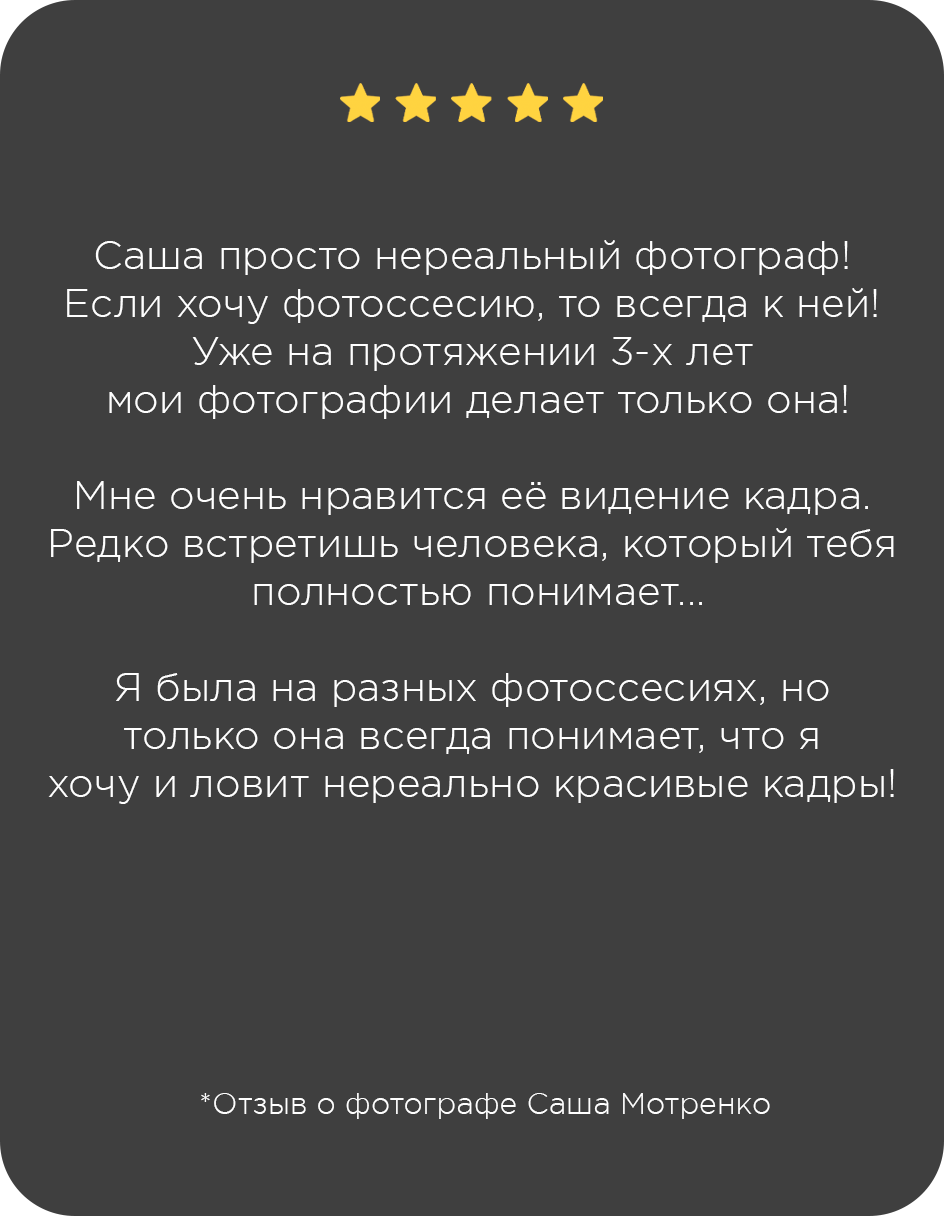 Саша просто нереальный фотограф!
Если хочу фотоссесию, то всегда к ней!
Уже на протяжении 3-х лет
мои фотографии делает только она!
Мне очень нравится её видение кадра.
Редко встретишь человека, который тебя
полностью понимает...
Я была на разных фотоссесиях, но
только она всегда понимает, что я
хочу и ловит нереально красивые кадры!
*Отзыв о фотографе Саша Мотренко